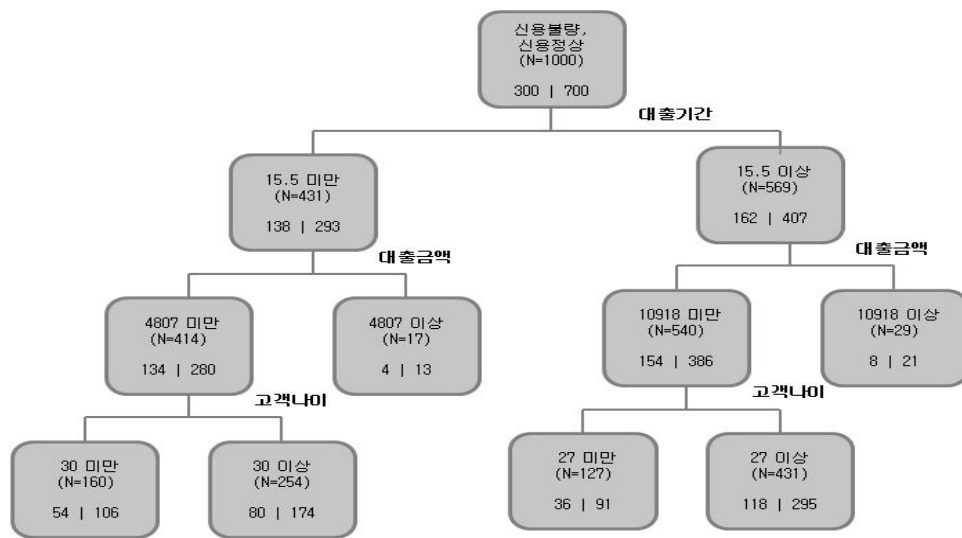 신용불량,
신용정상
(N=1000)
300 | 700
대출기간
15.5 미만
(N=431)
138 | 293
15.5 이상
(N=569)
162 | 407
대출금액
대출금액
4807 미만
(N=414)
134 | 280
4807 이상
(N=17)
4 | 13
10918 미만
(N=540)
154 | 386
10918 이상
(N=29)
8 | 21
고객나이
고객나이
30 미만
(N=160)
54 | 106
30 이상
(N=254)
80 | 174
27 미만
(N=127)
36 | 91
27 이상
(N=431)
118 | 295